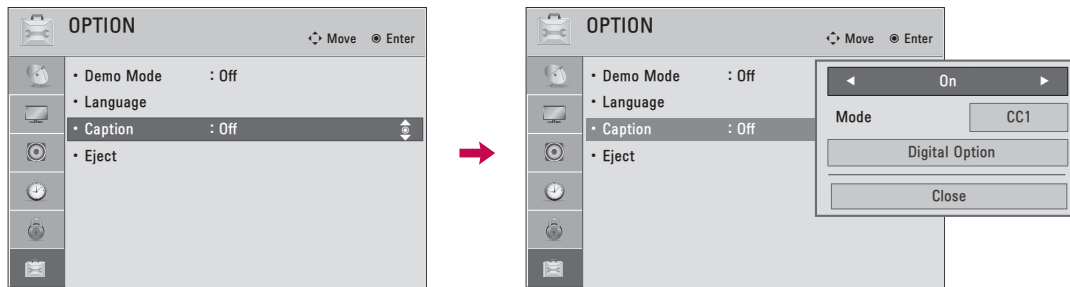 OPTION
Move Enter
• Demo Mode : Off
• Language
• Caption : Off
• Eject
OPTION
Move Enter
• Demo Mode : Off
• Language
• Caption : Off
• Eject
◄ On ►
Mode CC1
Digital Option
Close